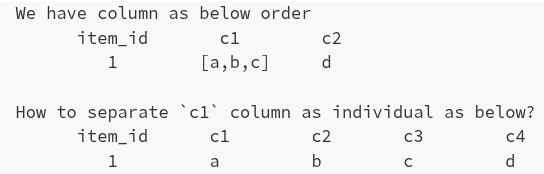 We have column as below order
item_id c1 c2
1 [a,b,c] d
How to separate `c1` column as individual as below?
item_id c1 c2 c3 c4
1 a b c d